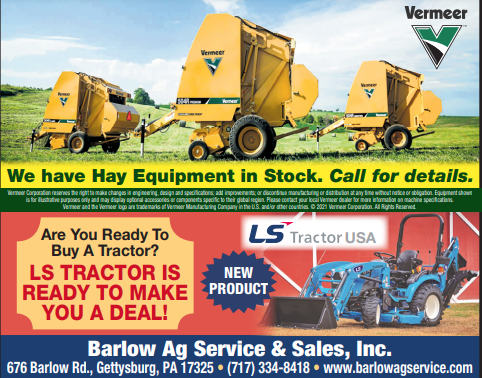 Vermeer
Vermeer
504R PREMIUM
Vermeer
We have Hay Equipment in Stock. Call for details.
Vermeer Corporation reserves the right to make changes in engineering, design and specifications; add improvements; or discontinue manufacturing or distribution at any time without notice or obligation. Equipment shown
is for illustrative purposes only and may display optional accessories or components specific to their global region. Please contact your local Vermeer dealer for more information on machine specifications.
Vermeer and the Vermeer logo are trademarks of Vermeer Manufacturing Company in the U.S. and/or other countries. © 2021 Vermeer Corporation. All Rights Reserved.
Are You Ready To
Buy A Tractor?
LS TRACTOR IS
READY TO MAKE
YOU A DEAL!
NEW
PRODUCT
LS Tractor USA
LS
Barlow Ag Service & Sales, Inc.
676 Barlow Rd., Gettysburg, PA 17325 • (717) 334-8418 • www.barlowagservice.com